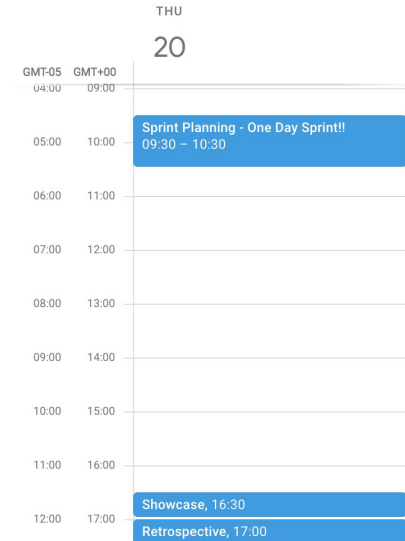 THU
20
GMT-05 GMT+00
04:00 09:00
Sprint Planning - One Day Sprint!!
09:30 – 10:30
05:00 10:00
06:00 11:00
07:00 12:00
08:00 13:00
09:00 14:00
10:00 15:00
11:00 16:00
Showcase, 16:30
12:00 17:00
Retrospective, 17:00